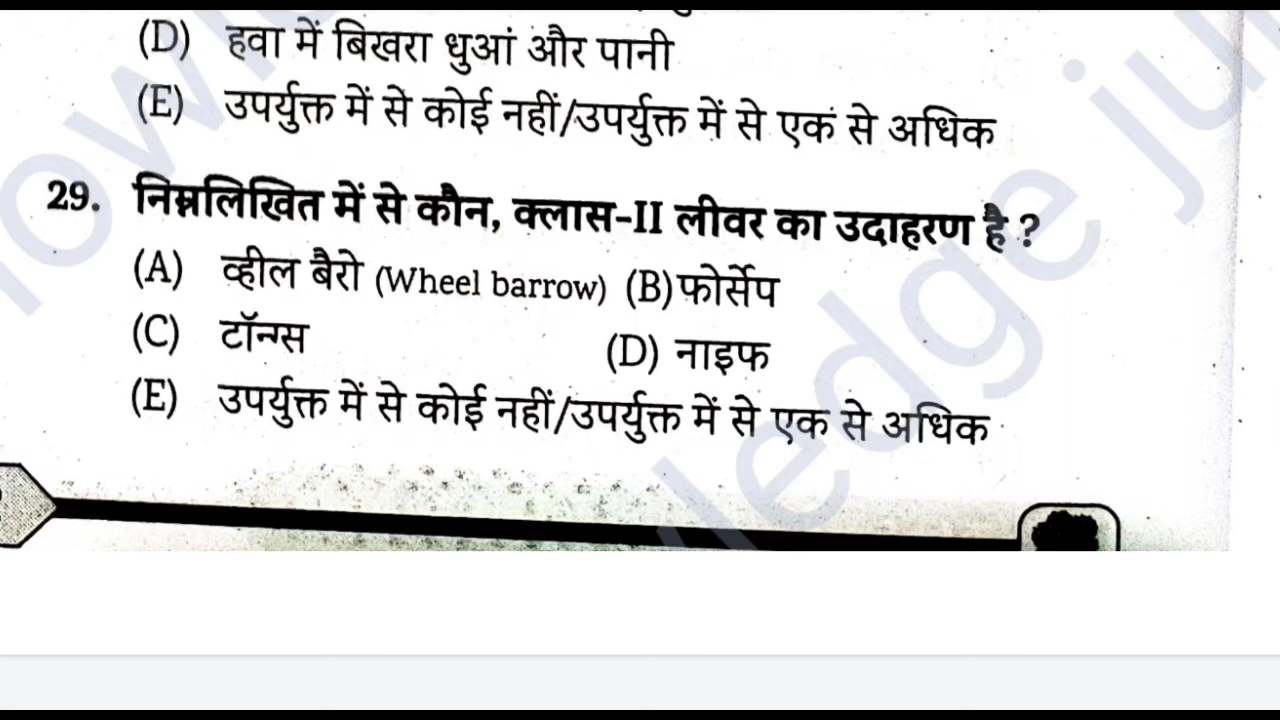 (D) हवा में बिखरा धुआं और पानी
(E) उपर्युक्त में से कोई नहीं/उपर्युक्त में से एक से अधिक
29. निम्नलिखित में से कौन, क्लास-II लीवर का उदाहरण है ?
(A) व्हील बैरो (Wheel barrow) (B) फोर्सेप
(C) टॉन्ग्स (D) नाइफ
(E) उपर्युक्त में से कोई नहीं/उपर्युक्त में से एक से अधिक